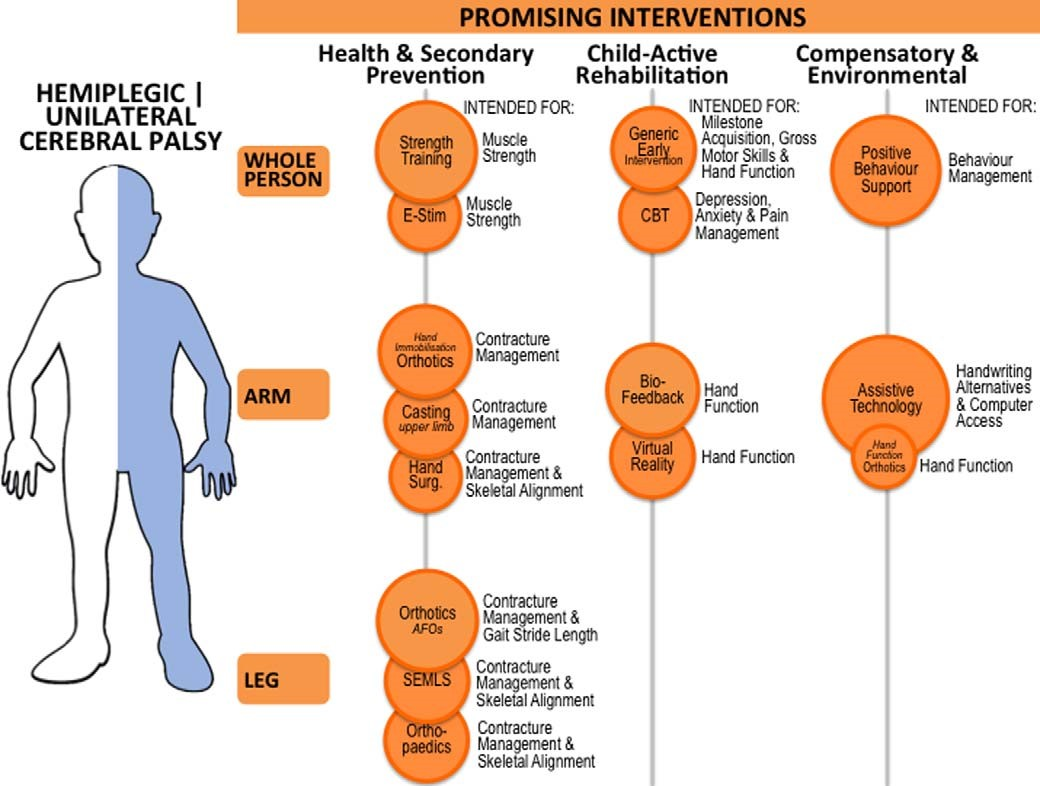 PROMISING INTERVENTIONS
HEMIPLEGIC |
UNILATERAL
CEREBRAL PALSY
Health & Secondary
Prevention
Child-Active
Rehabilitation
Compensatory &
Environmental
WHOLE
PERSON
INTENDED FOR:
Strength
Training
Muscle
Strength
E-Stim
Muscle
Strength
INTENDED FOR:
Generic
Early
Intervention
Milestone
Acquisition, Gross
Motor Skills &
Hand Function
CBT
Depression,
Anxiety & Pain
Management
INTENDED FOR:
Positive
Behaviour
Support
Behaviour
Management
ARM
Hand
Immobilisation
Orthotics
Contracture
Management
Casting
upper limb
Contracture
Management
Hand
Surg.
Contracture
Management &
Skeletal Alignment
Bio-
Feedback
Hand
Function
Virtual
Reality
Hand Function
Assistive
Technology
Handwriting
Alternatives
& Computer
Access
Hand
Function
Orthotics
Hand Function
LEG
Orthotics
AFOs
Contracture
Management &
Gait Stride Length
SEMLS
Contracture
Management &
Skeletal Alignment
Ortho-
paedics
Contracture
Management &
Skeletal Alignment